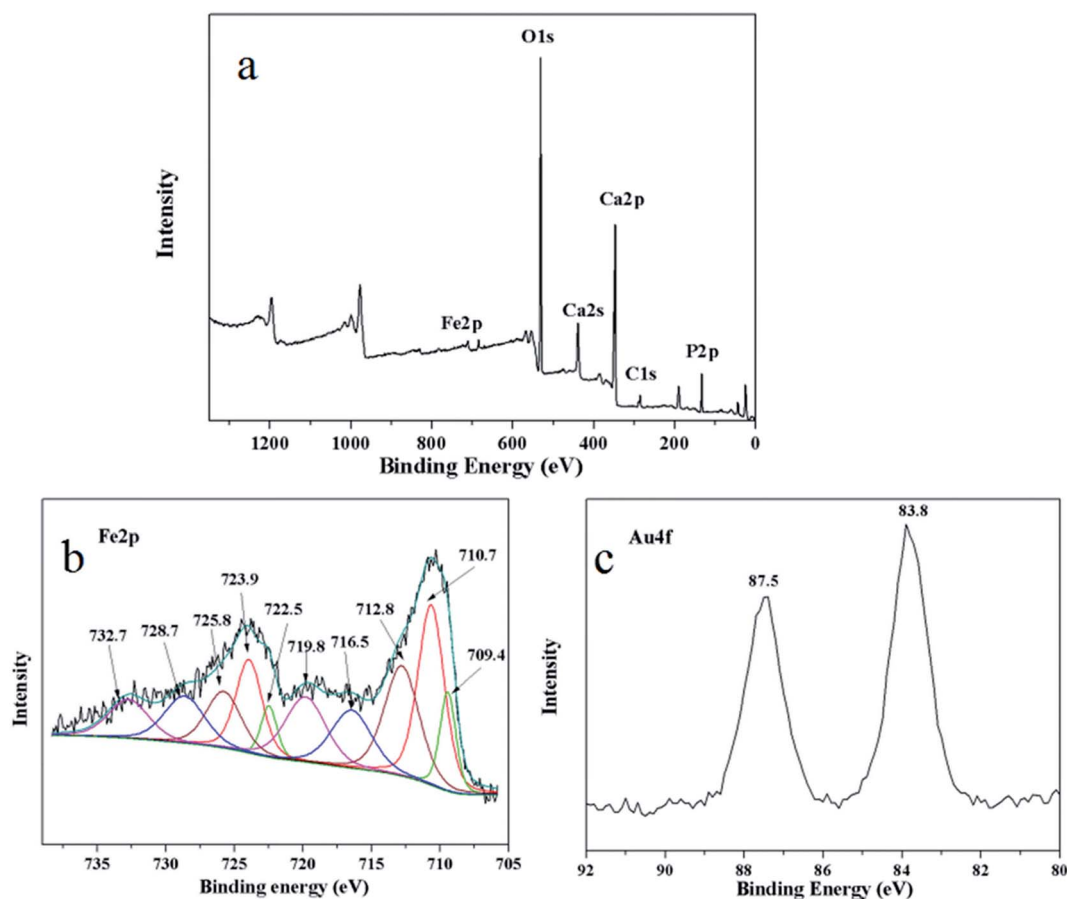 a
O1s
Ca2p
Ca2s
Fe2p
C1s
P2p
Intensity
1200 1000 800 600 400 200 0
Binding Energy (eV)
b
Fe2p
732.7
728.7
725.8
723.9
722.5
719.8
716.5
712.8
710.7
709.4
Intensity
735 730 725 720 715 710 705
Binding energy (eV)
c
Au4f
87.5
83.8
Intensity
92 90 88 86 84 82 80
Binding Energy (eV)